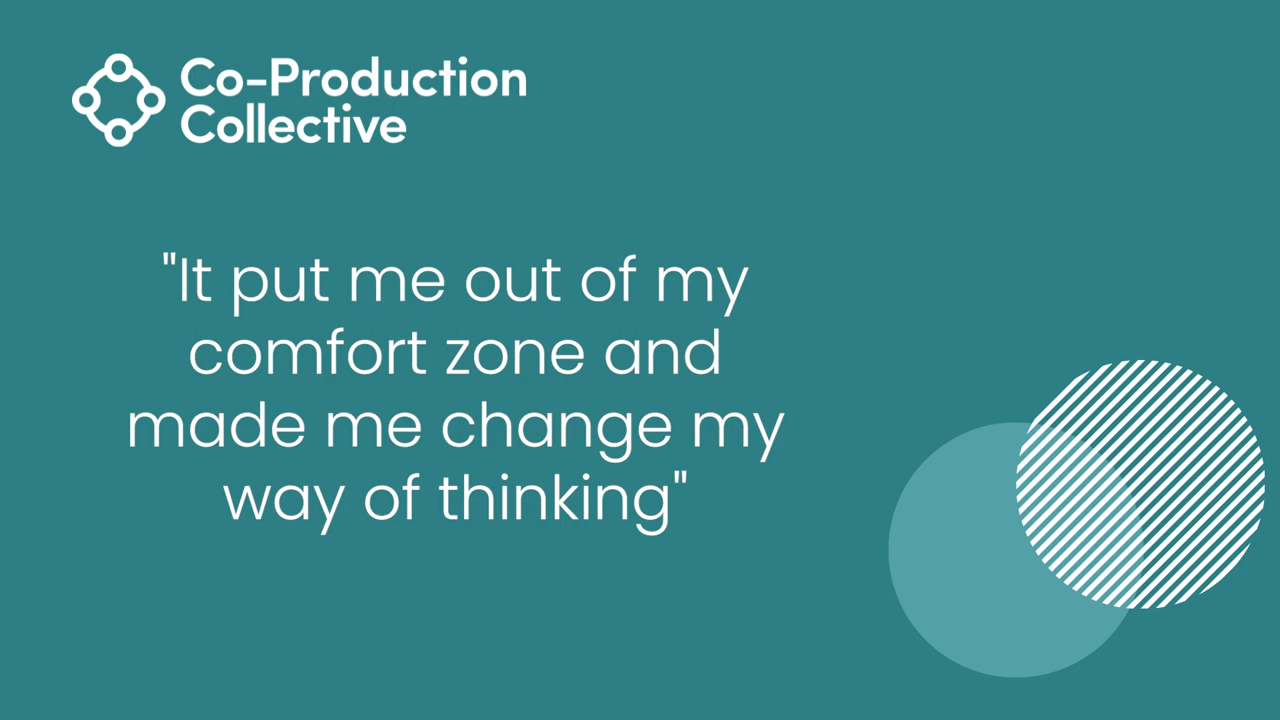 Co-Production
Collective
"It put me out of my
comfort zone and
made me change my
way of thinking"